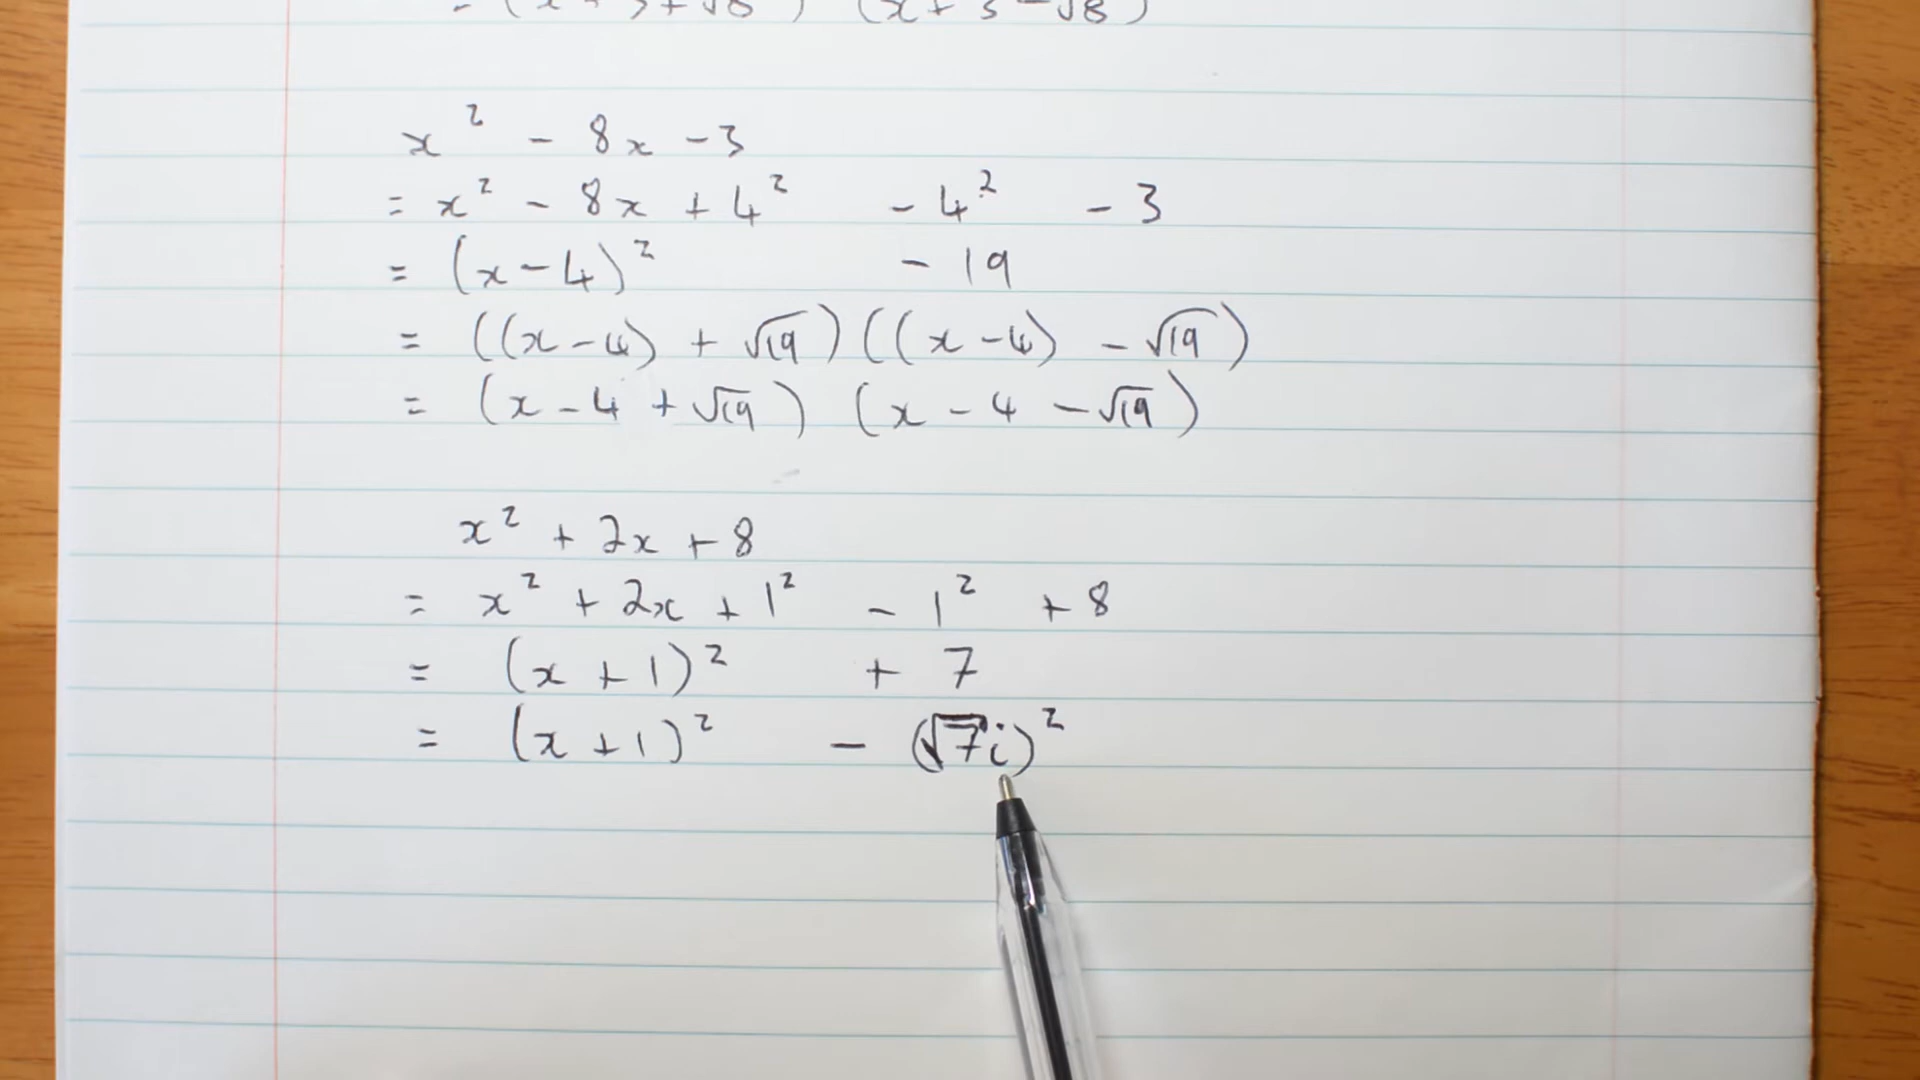 x² - 8x - 3
= x² - 8x + 4² - 4² - 3
= (x - 4)² - 19
= ((x - 4) + √19)((x - 4) - √19)
= (x - 4 + √19) (x - 4 - √19)
x² + 2x + 8
= x² + 2x + 1² - 1² + 8
= (x + 1)² + 7
= (x + 1)² - (√7i)²